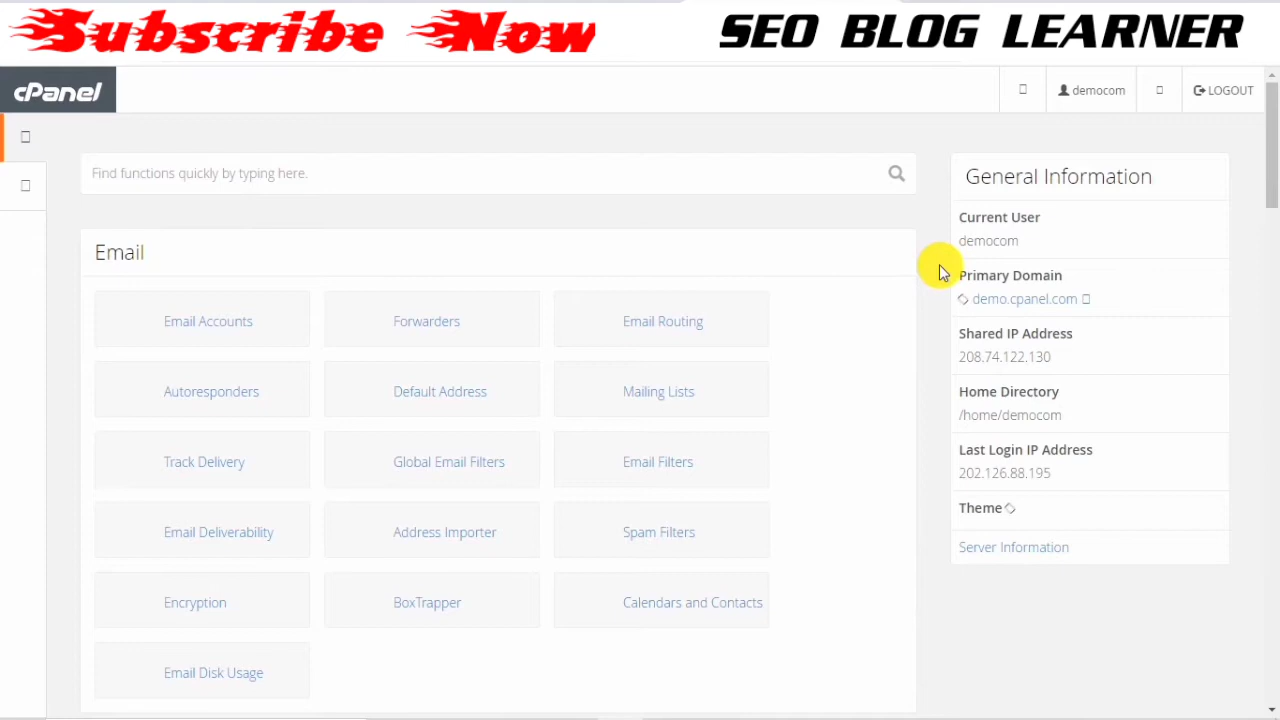 Subscribe Now
SEO BLOG LEARNER
cPanel
democom
LOGOUT
Find functions quickly by typing here.
General Information
Current User
democom
Primary Domain
demo.cpanel.com
Shared IP Address
208.74.122.130
Home Directory
/home/democom
Last Login IP Address
202.126.88.195
Theme
Server Information
Email
Email Accounts
Forwarders
Email Routing
Autoresponders
Default Address
Mailing Lists
Track Delivery
Global Email Filters
Email Filters
Email Deliverability
Address Importer
Spam Filters
Encryption
BoxTrapper
Calendars and Contacts
Email Disk Usage